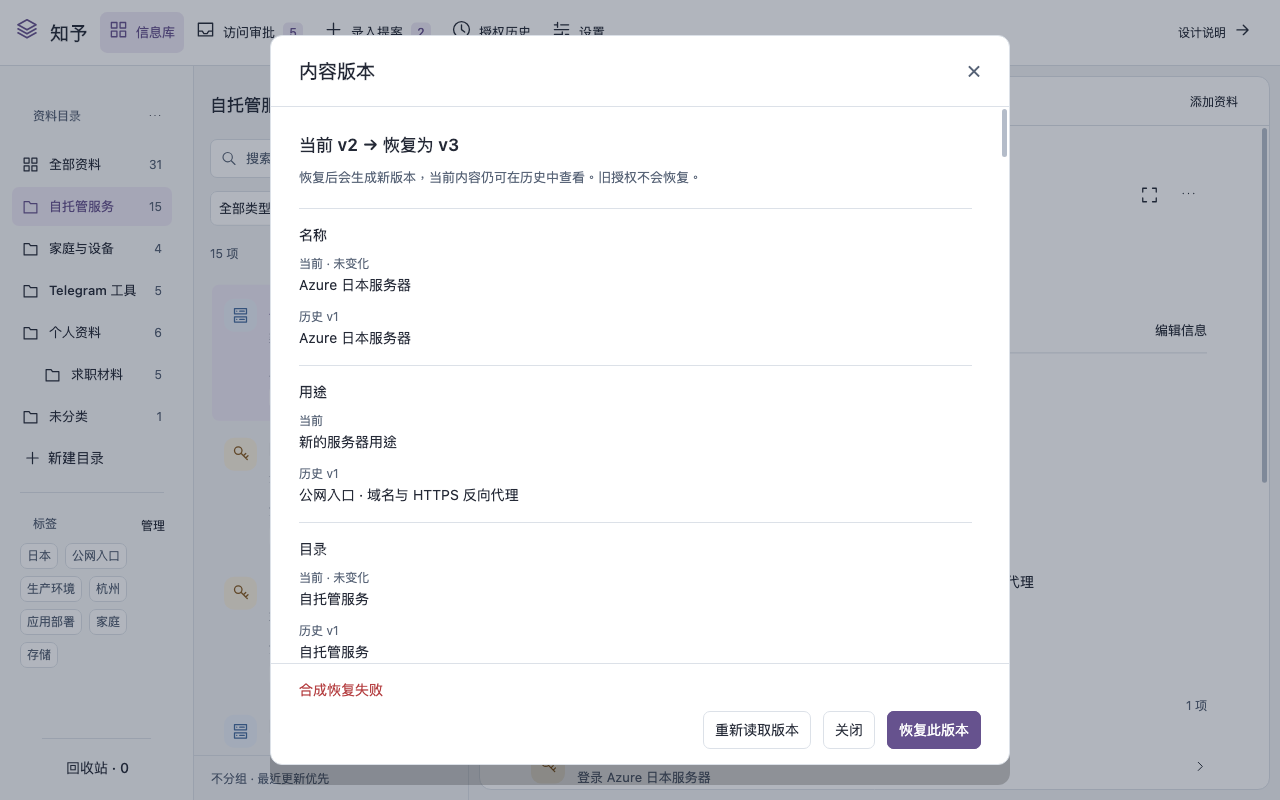 知予
信息库
访问审批 5
录入提案 2
授权历史
设置
设计说明
资料目录
全部资料 31
自托管服务 15
家庭与设备 4
Telegram 工具 5
个人资料 6
求职材料 5
未分类 1
新建目录
标签
管理
日本
公网入口
生产环境
杭州
应用部署
家庭
存储
回收站 · 0
自托管服
搜索
全部类型
15 项
不分组 · 最近更新优先
内容版本
当前 v2 → 恢复为 v3
恢复后会生成新版本，当前内容仍可在历史中查看。旧授权不会恢复。
名称
当前 · 未变化
Azure 日本服务器
历史 v1
Azure 日本服务器
用途
当前
新的服务器用途
历史 v1
公网入口 · 域名与 HTTPS 反向代理
目录
当前 · 未变化
自托管服务
历史 v1
自托管服务
合成恢复失败
重新读取版本
关闭
恢复此版本
添加资料
编辑信息
代理
1 项
登录 Azure 日本服务器